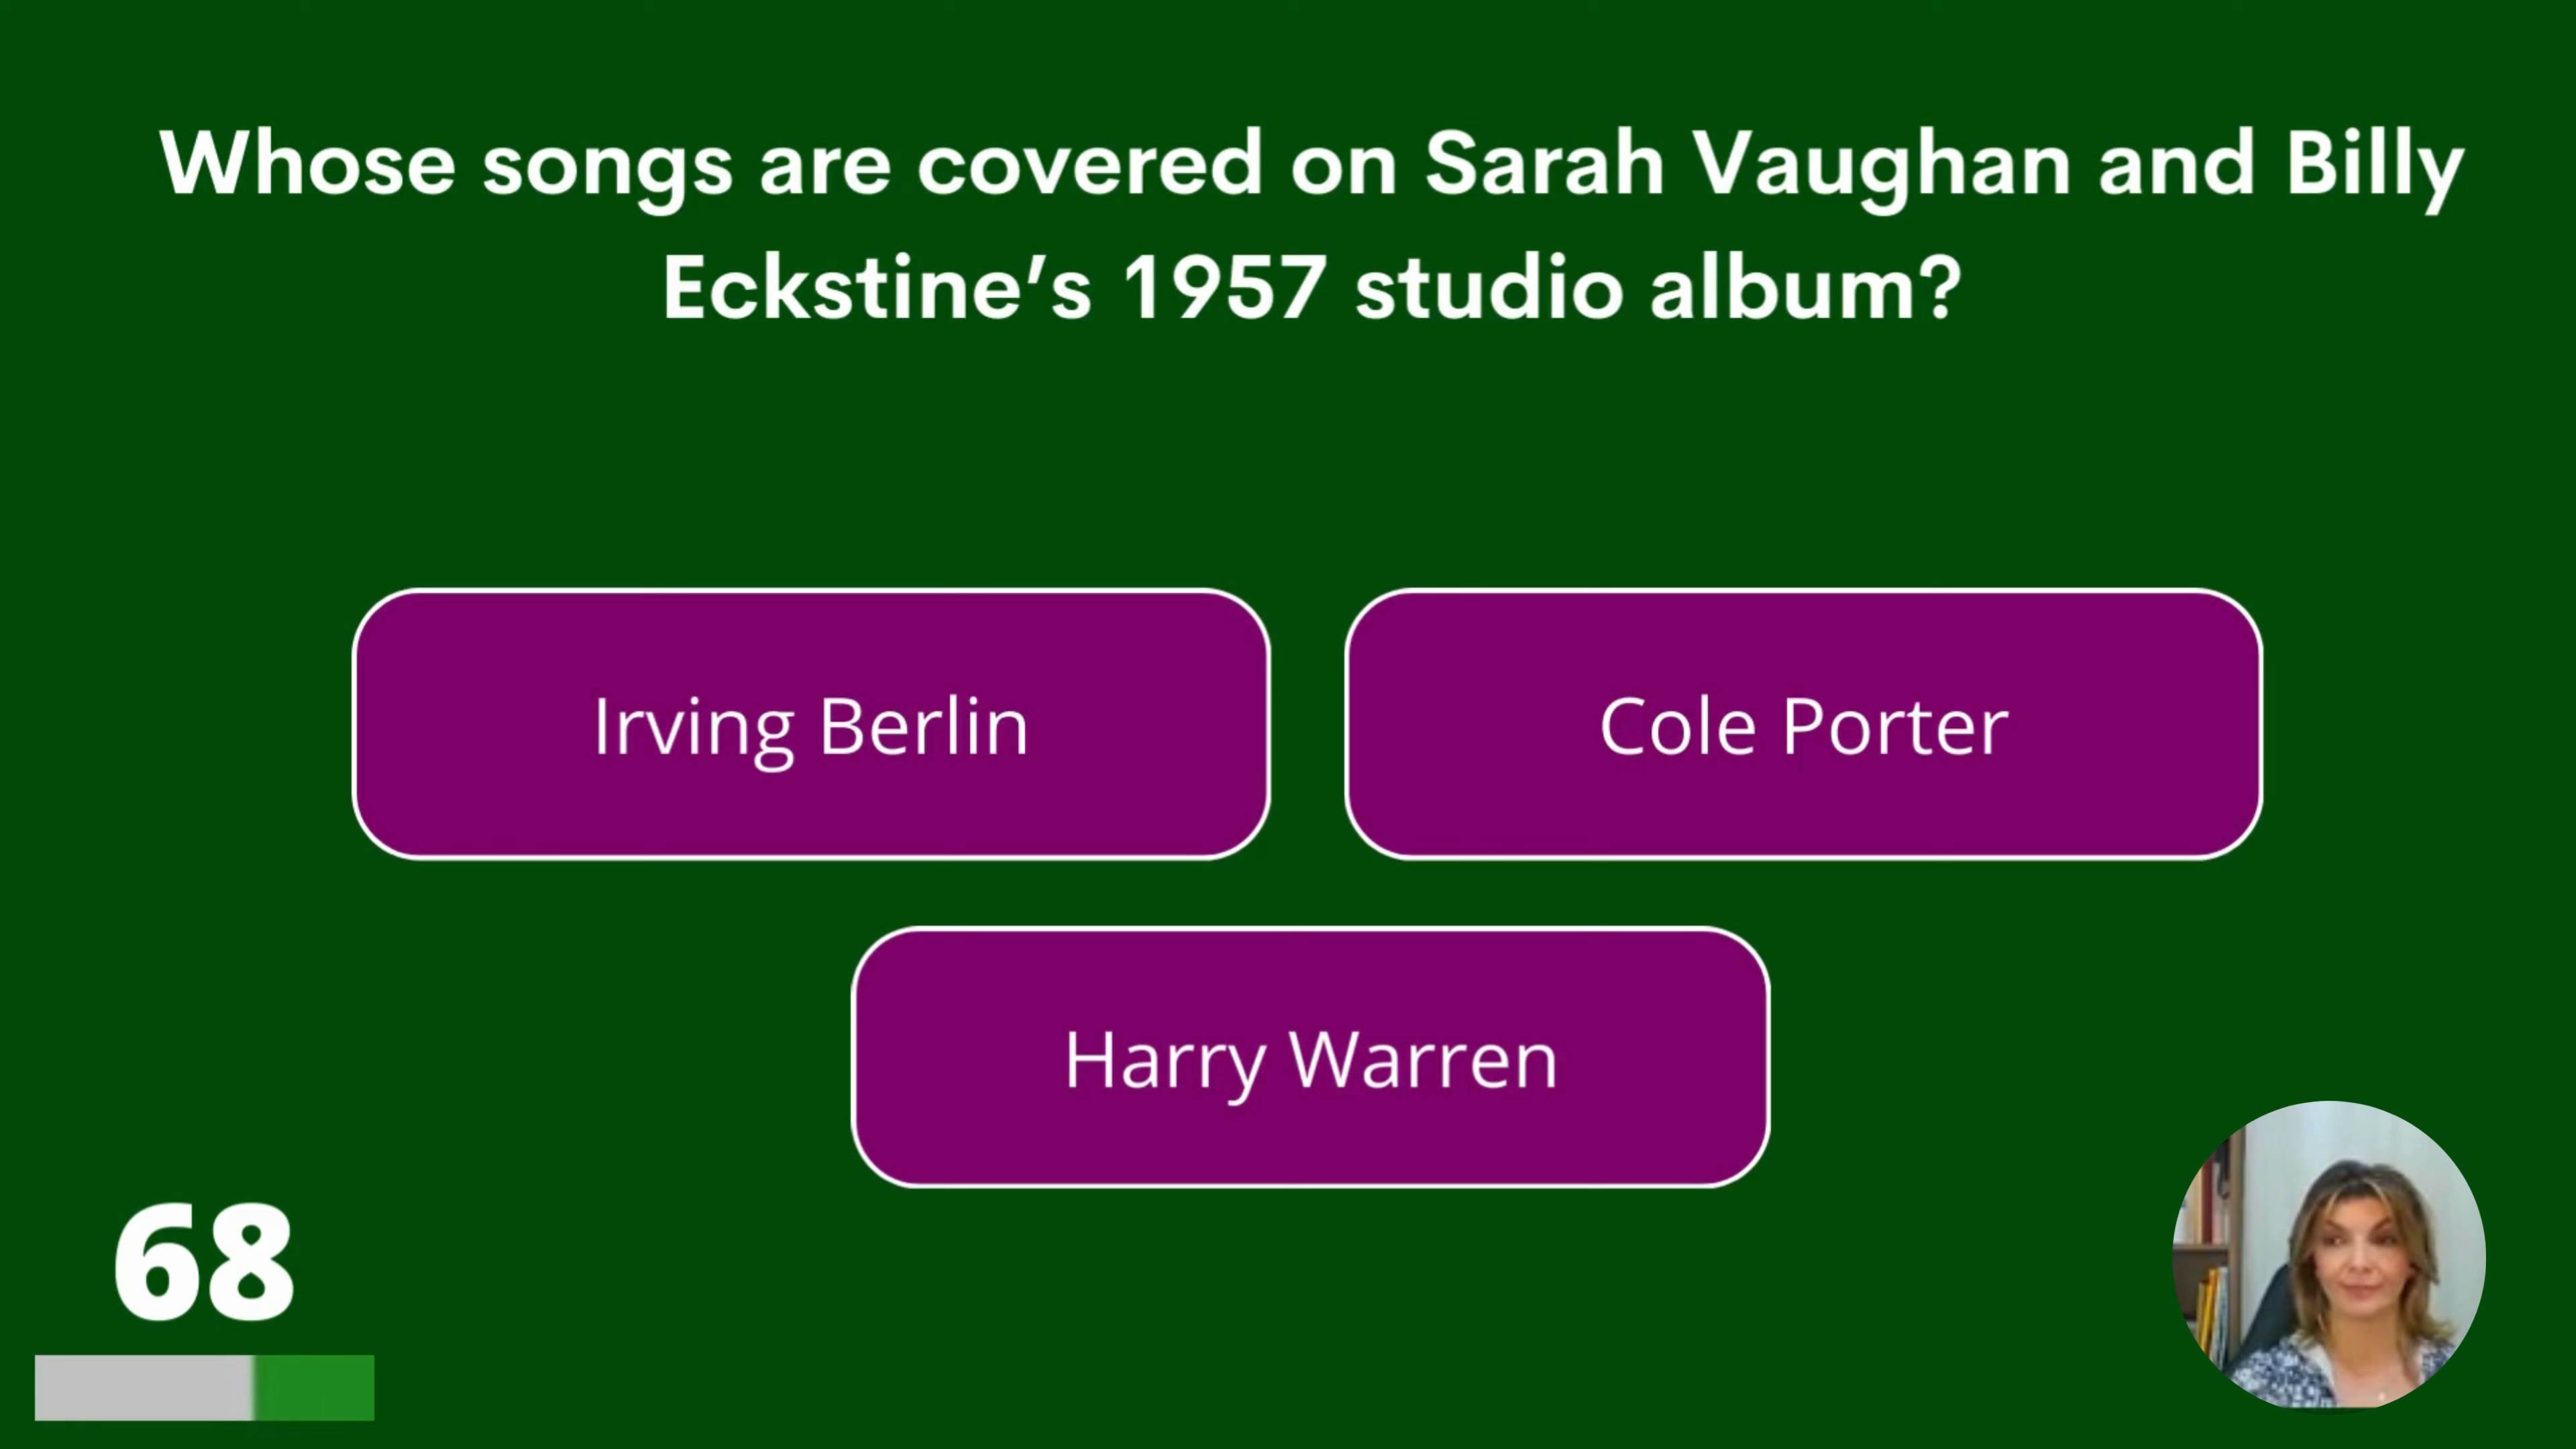 Whose songs are covered on Sarah Vaughan and Billy
Eckstine’s 1957 studio album?
Irving Berlin
Cole Porter
Harry Warren
68